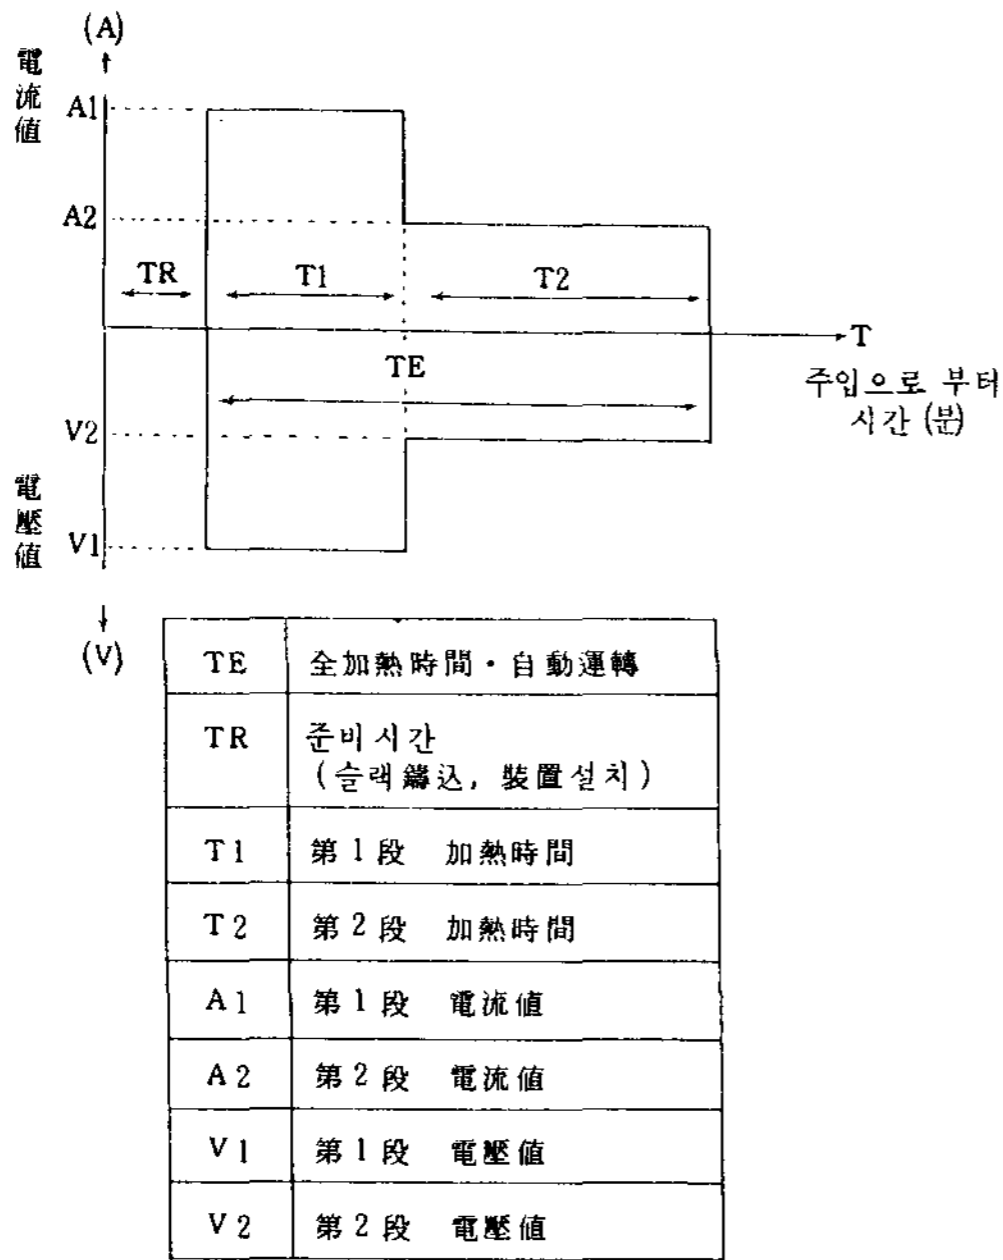 (A)
電流値
A1
A2
TR
T1
T2
T
TE
주입으로 부터
시간 (분)
V2
電壓値
V1
(V)
TE 全加熱時間・自動運轉
TR 준비시간
(슬래鑄込, 裝置설치)
T1 第1段 加熱時間
T2 第2段 加熱時間
A1 第1段 電流値
A2 第2段 電流値
V1 第1段 電壓値
V2 第2段 電壓値